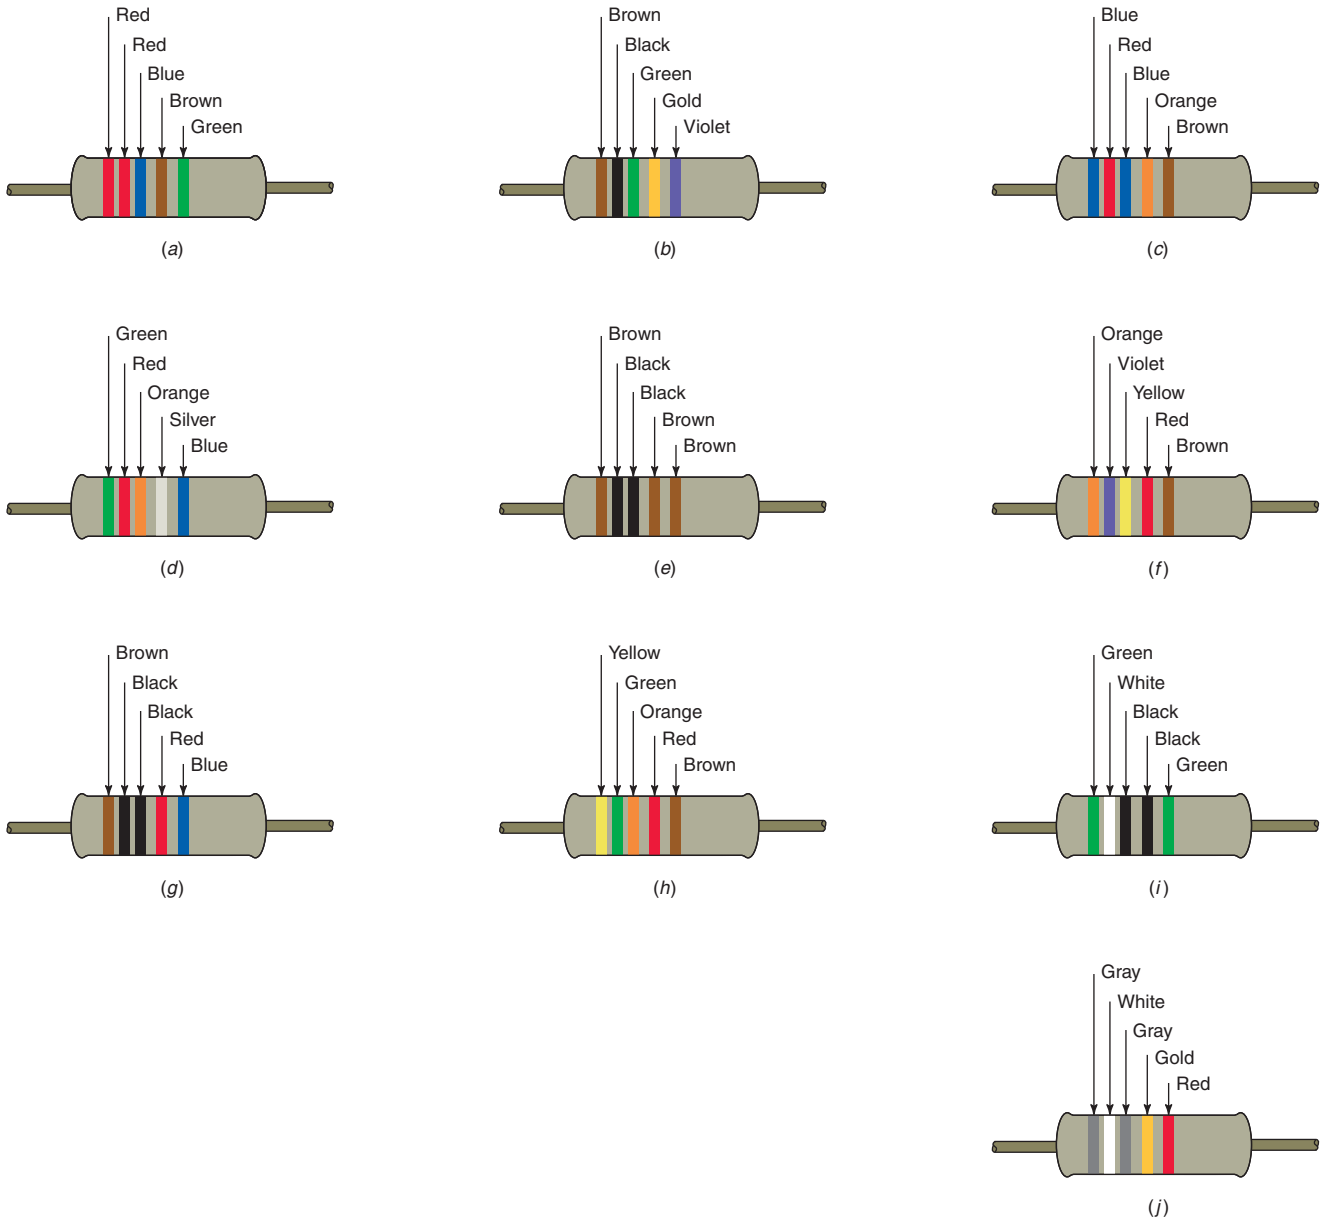 Red
Red
Blue
Brown
Green
(a)
Brown
Black
Green
Gold
Violet
(b)
Blue
Red
Blue
Orange
Brown
(c)
Green
Red
Orange
Silver
Blue
(d)
Brown
Black
Black
Brown
Brown
(e)
Orange
Violet
Yellow
Red
Brown
(f)
Brown
Black
Black
Red
Blue
(g)
Yellow
Green
Orange
Red
Brown
(h)
Green
White
Black
Black
Green
(i)
Gray
White
Gray
Gold
Red
(j)